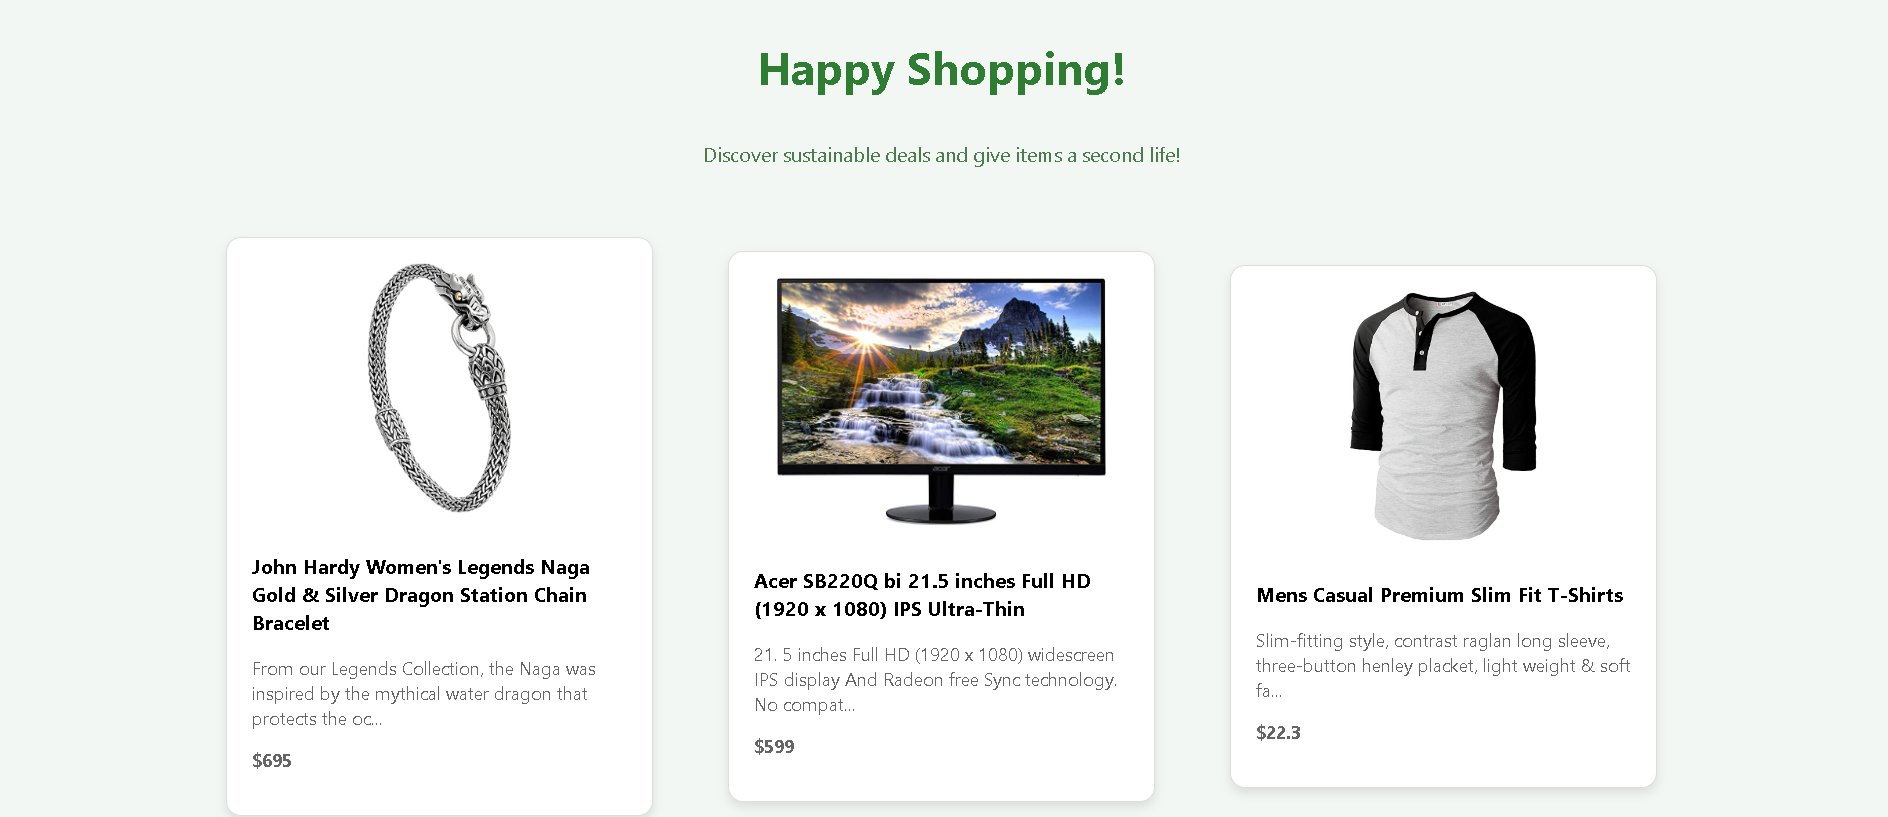 Happy Shopping!
Discover sustainable deals and give items a second life!
John Hardy Women's Legends Naga
Gold & Silver Dragon Station Chain
Bracelet
From our Legends Collection, the Naga was
inspired by the mythical water dragon that
protects the oc...
$695
acer
Acer SB220Q bi 21.5 inches Full HD
(1920 x 1080) IPS Ultra-Thin
21. 5 inches Full HD (1920 x 1080) widescreen
IPS display And Radeon free Sync technology.
No compat...
$599
Mens Casual Premium Slim Fit T-Shirts
Slim-fitting style, contrast raglan long sleeve,
three-button henley placket, light weight & soft
fa...
$22.3